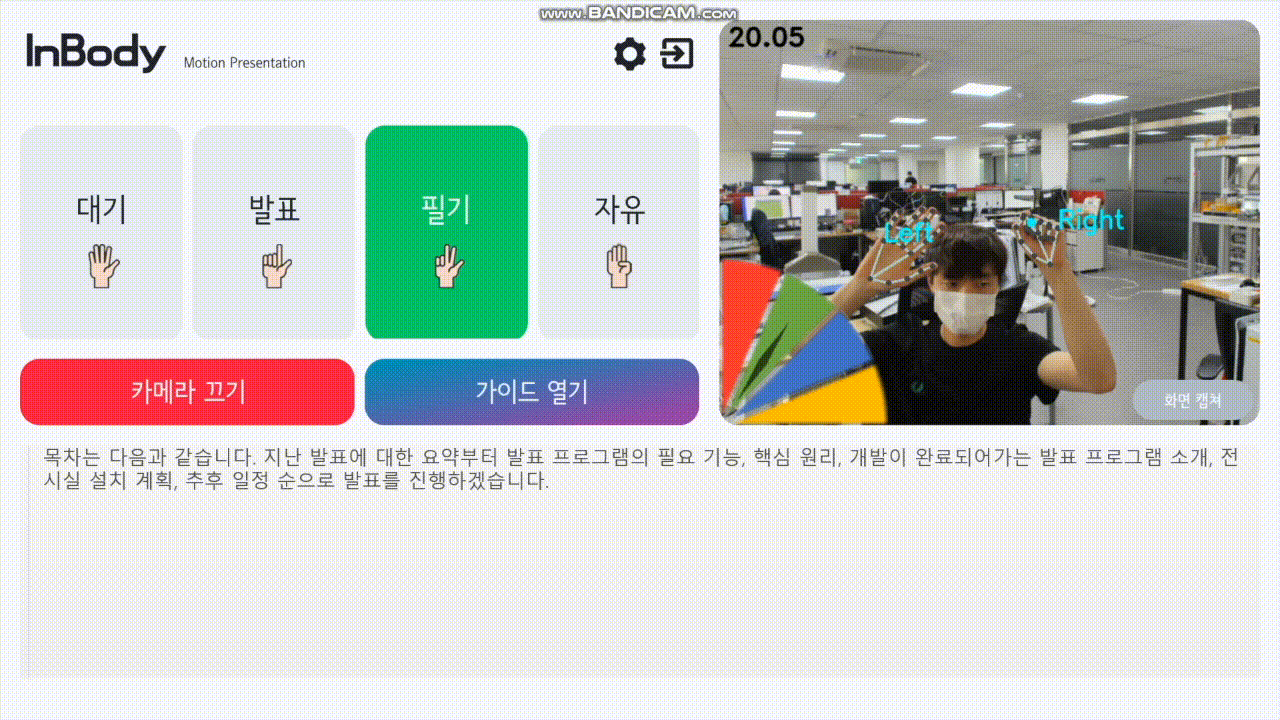 www.BANDICAM.com
InBody Motion Presentation
20.05
대기
발표
필기
자유
Left
Right
카메라 끄기
가이드 열기
화면 캡처
목차는 다음과 같습니다. 지난 발표에 대한 요약부터 발표 프로그램의 필요 기능, 핵심 원리, 개발이 완료되어가는 발표 프로그램 소개, 전
시실 설치 계획, 추후 일정 순으로 발표를 진행하겠습니다.